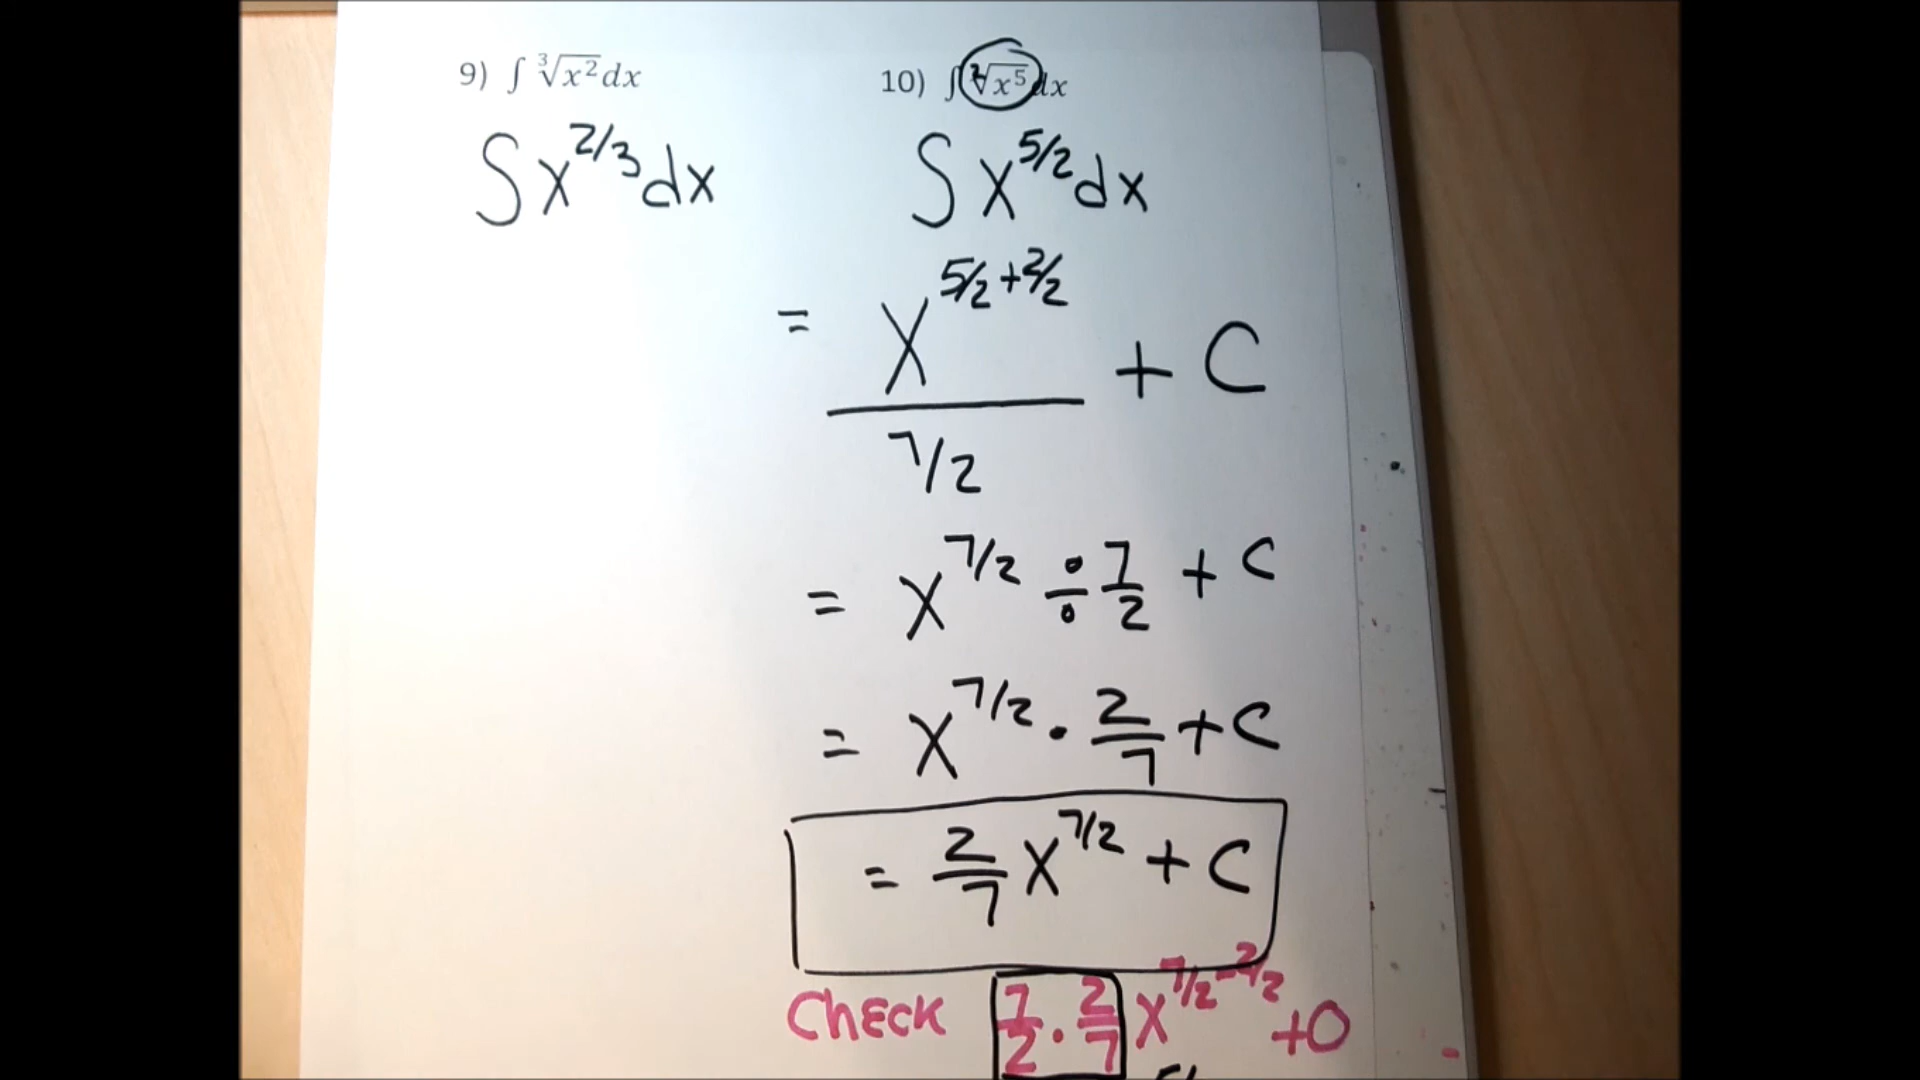 9) ∫ ∛x² dx
∫ x^2/3 dx
10) ∫ ²√x⁵ dx
∫ x^5/2 dx
= x^5/2+2/2 / 7/2 + C
= x^7/2 ÷ 7/2 + C
= x^7/2 · 2/7 + C
= 2/7 x^7/2 + C
Check 7/2 · 2/7 x^7/2-2/2 + 0